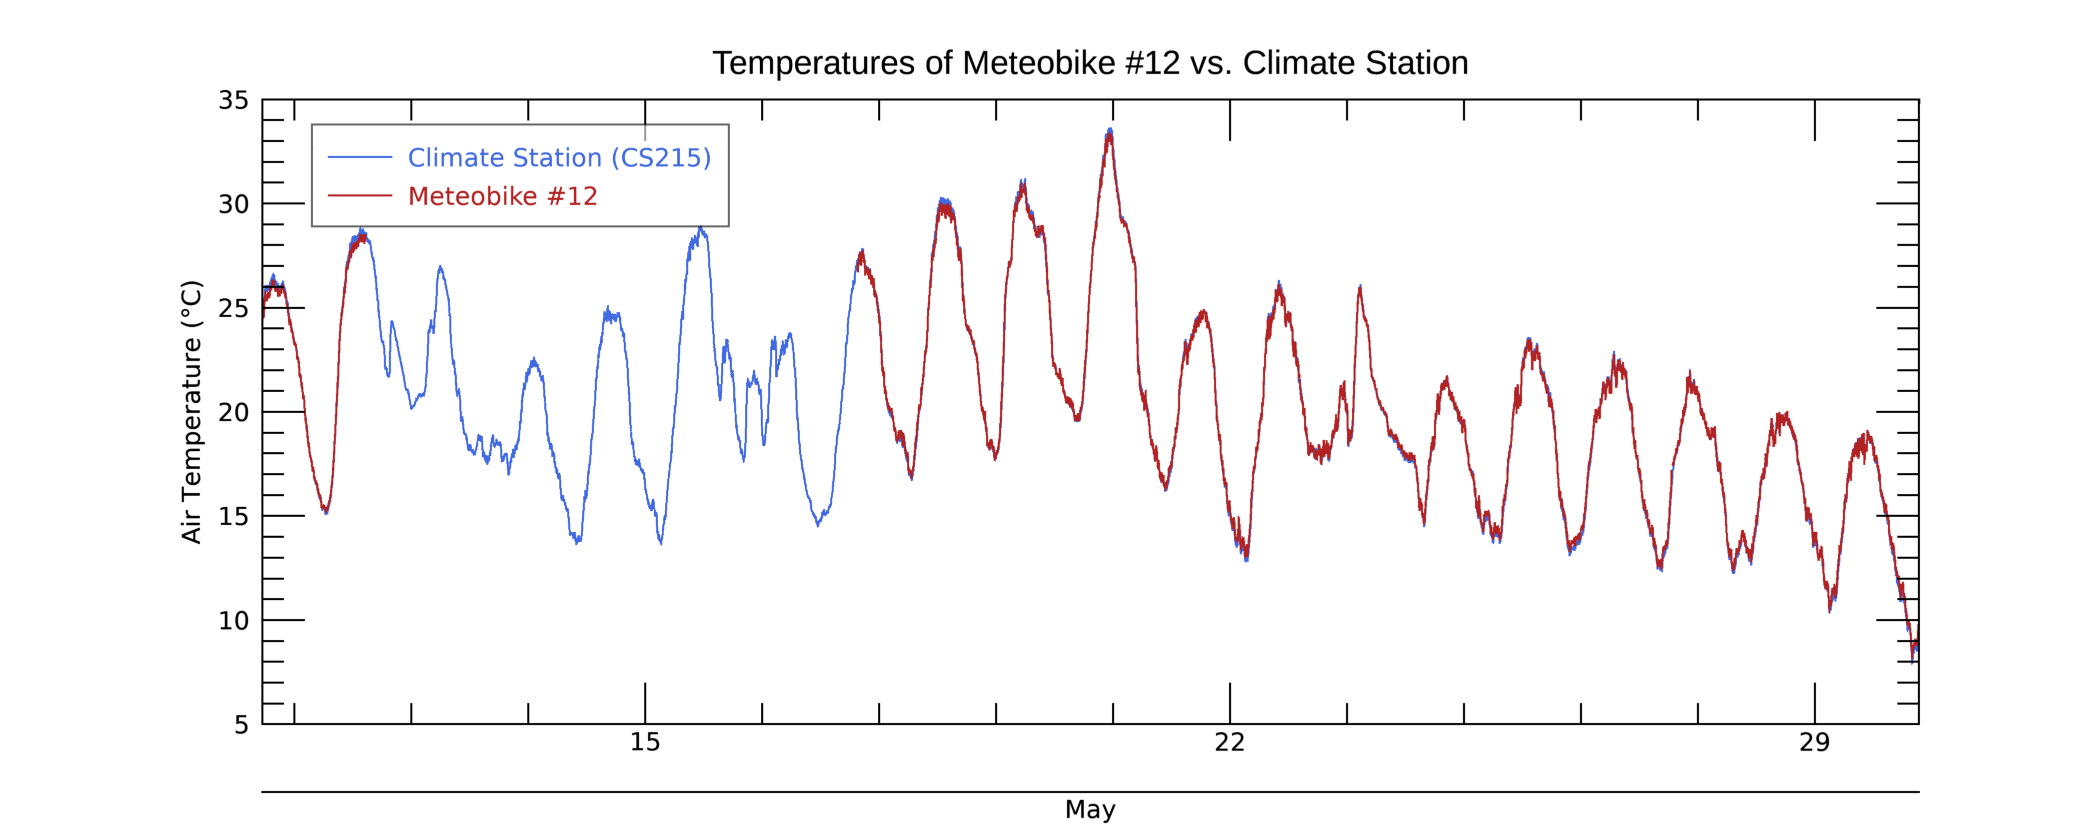 Temperatures of Meteobike #12 vs. Climate Station
35
30
25
20
15
10
5
Air Temperature (°C)
Climate Station (CS215)
Meteobike #12
15
22
29
May